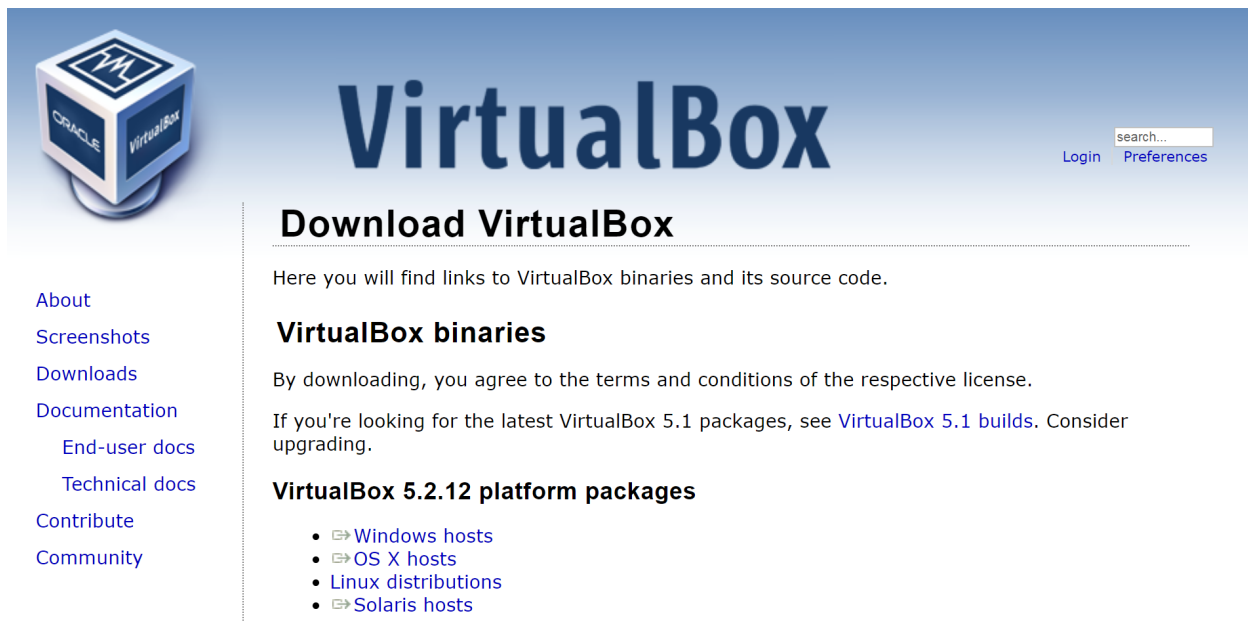 ORACLE
VirtualBox
VirtualBox
search...
Login Preferences
Download VirtualBox
Here you will find links to VirtualBox binaries and its source code.
About
Screenshots
Downloads
Documentation
End-user docs
Technical docs
Contribute
Community
VirtualBox binaries
By downloading, you agree to the terms and conditions of the respective license.
If you're looking for the latest VirtualBox 5.1 packages, see VirtualBox 5.1 builds. Consider
upgrading.
VirtualBox 5.2.12 platform packages
• Windows hosts
• OS X hosts
• Linux distributions
• Solaris hosts